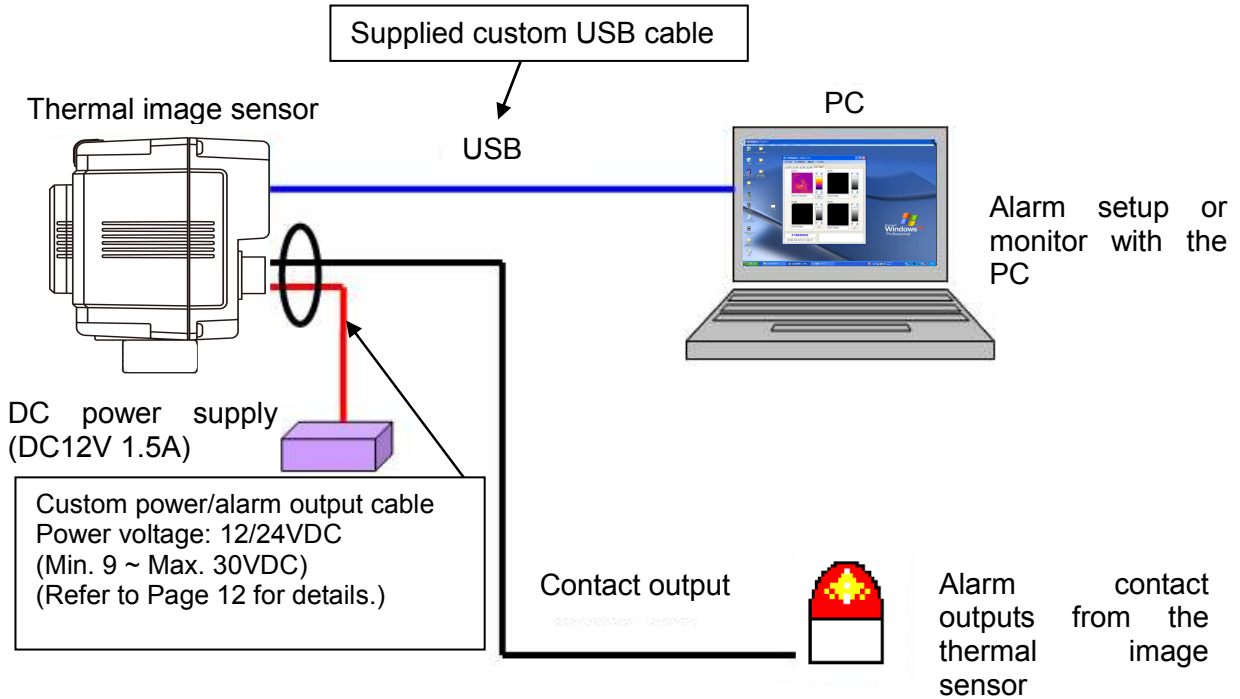 Supplied custom USB cable
Thermal image sensor
USB
PC
Alarm setup or
monitor with the
PC
Windows
DC power supply
(DC12V 1.5A)
Custom power/alarm output cable
Power voltage: 12/24VDC
(Min. 9 ~ Max. 30VDC)
(Refer to Page 12 for details.)
Contact output
Alarm contact
outputs from the
thermal image
sensor